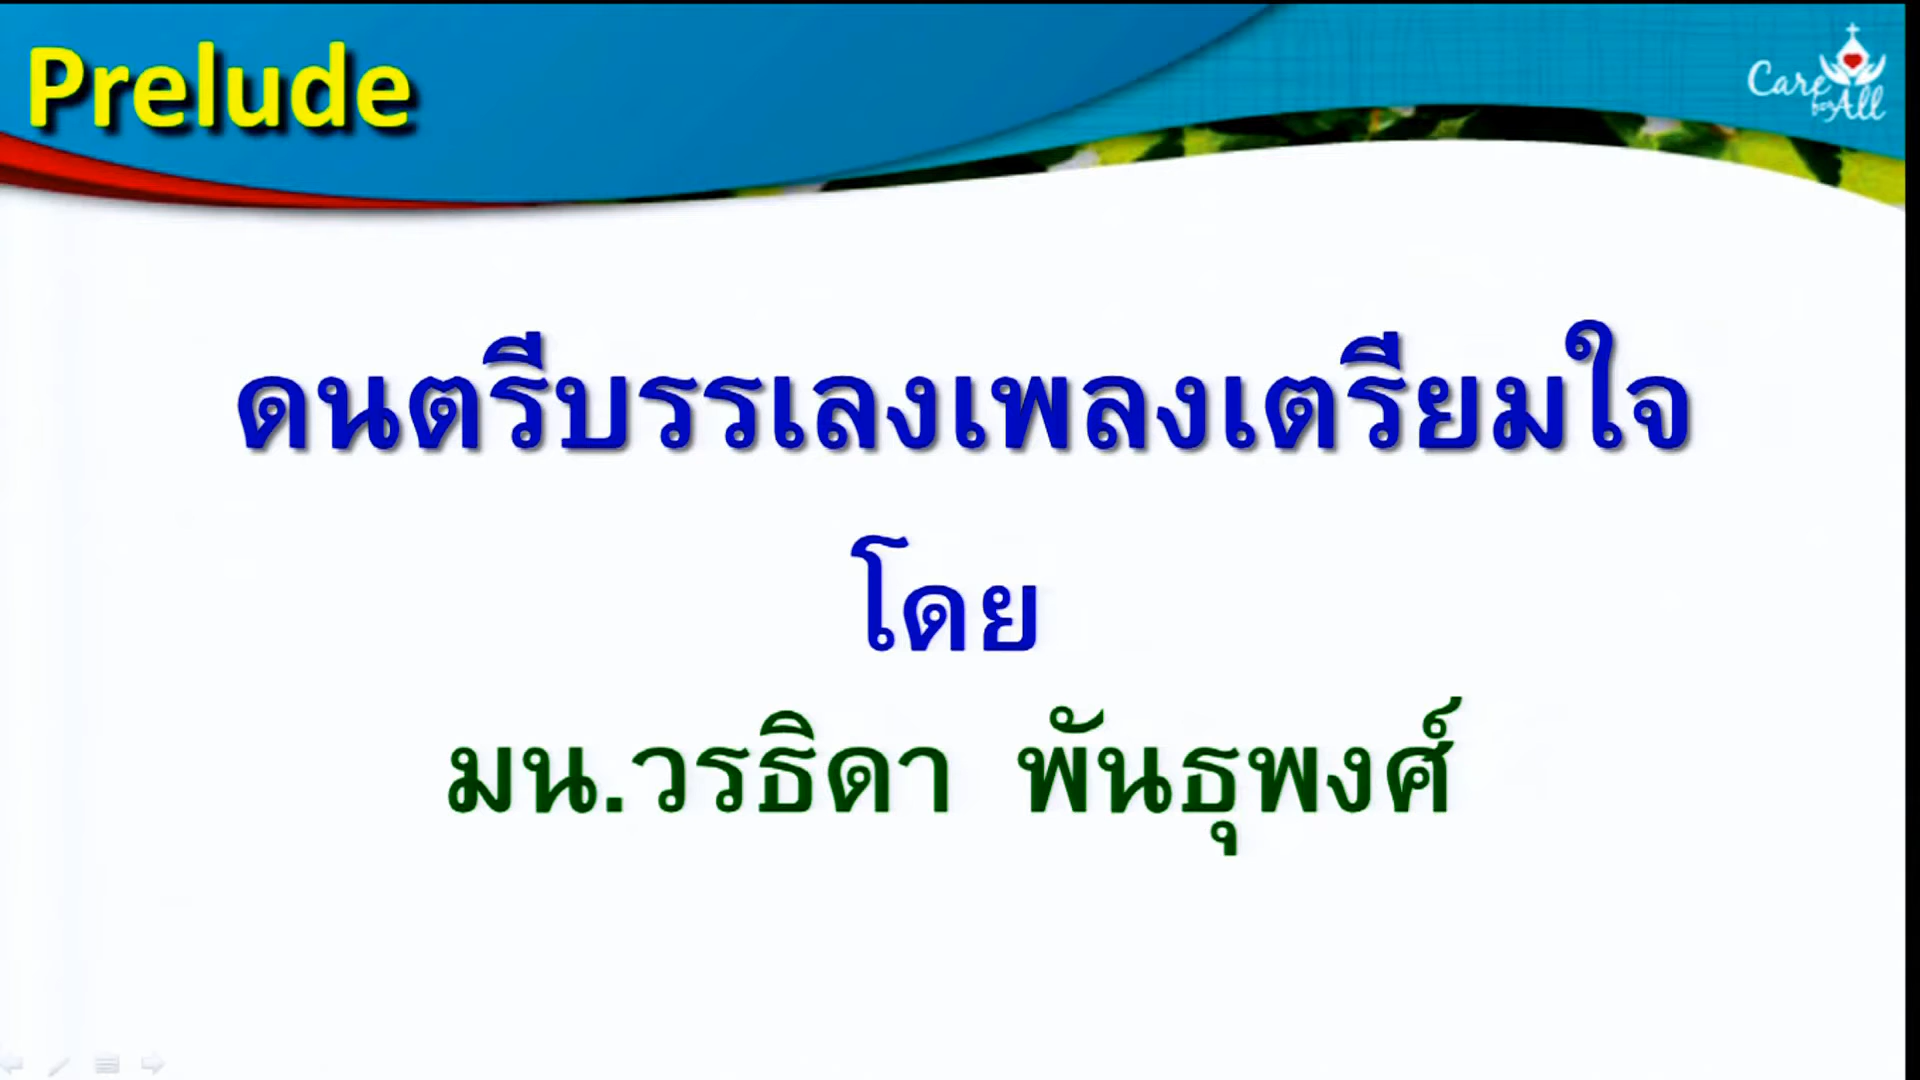 Prelude
Care
for All
ดนตรีบรรเลงเพลงเตรียมใจ
โดย
มน.วรธิดา พันธุพงศ์